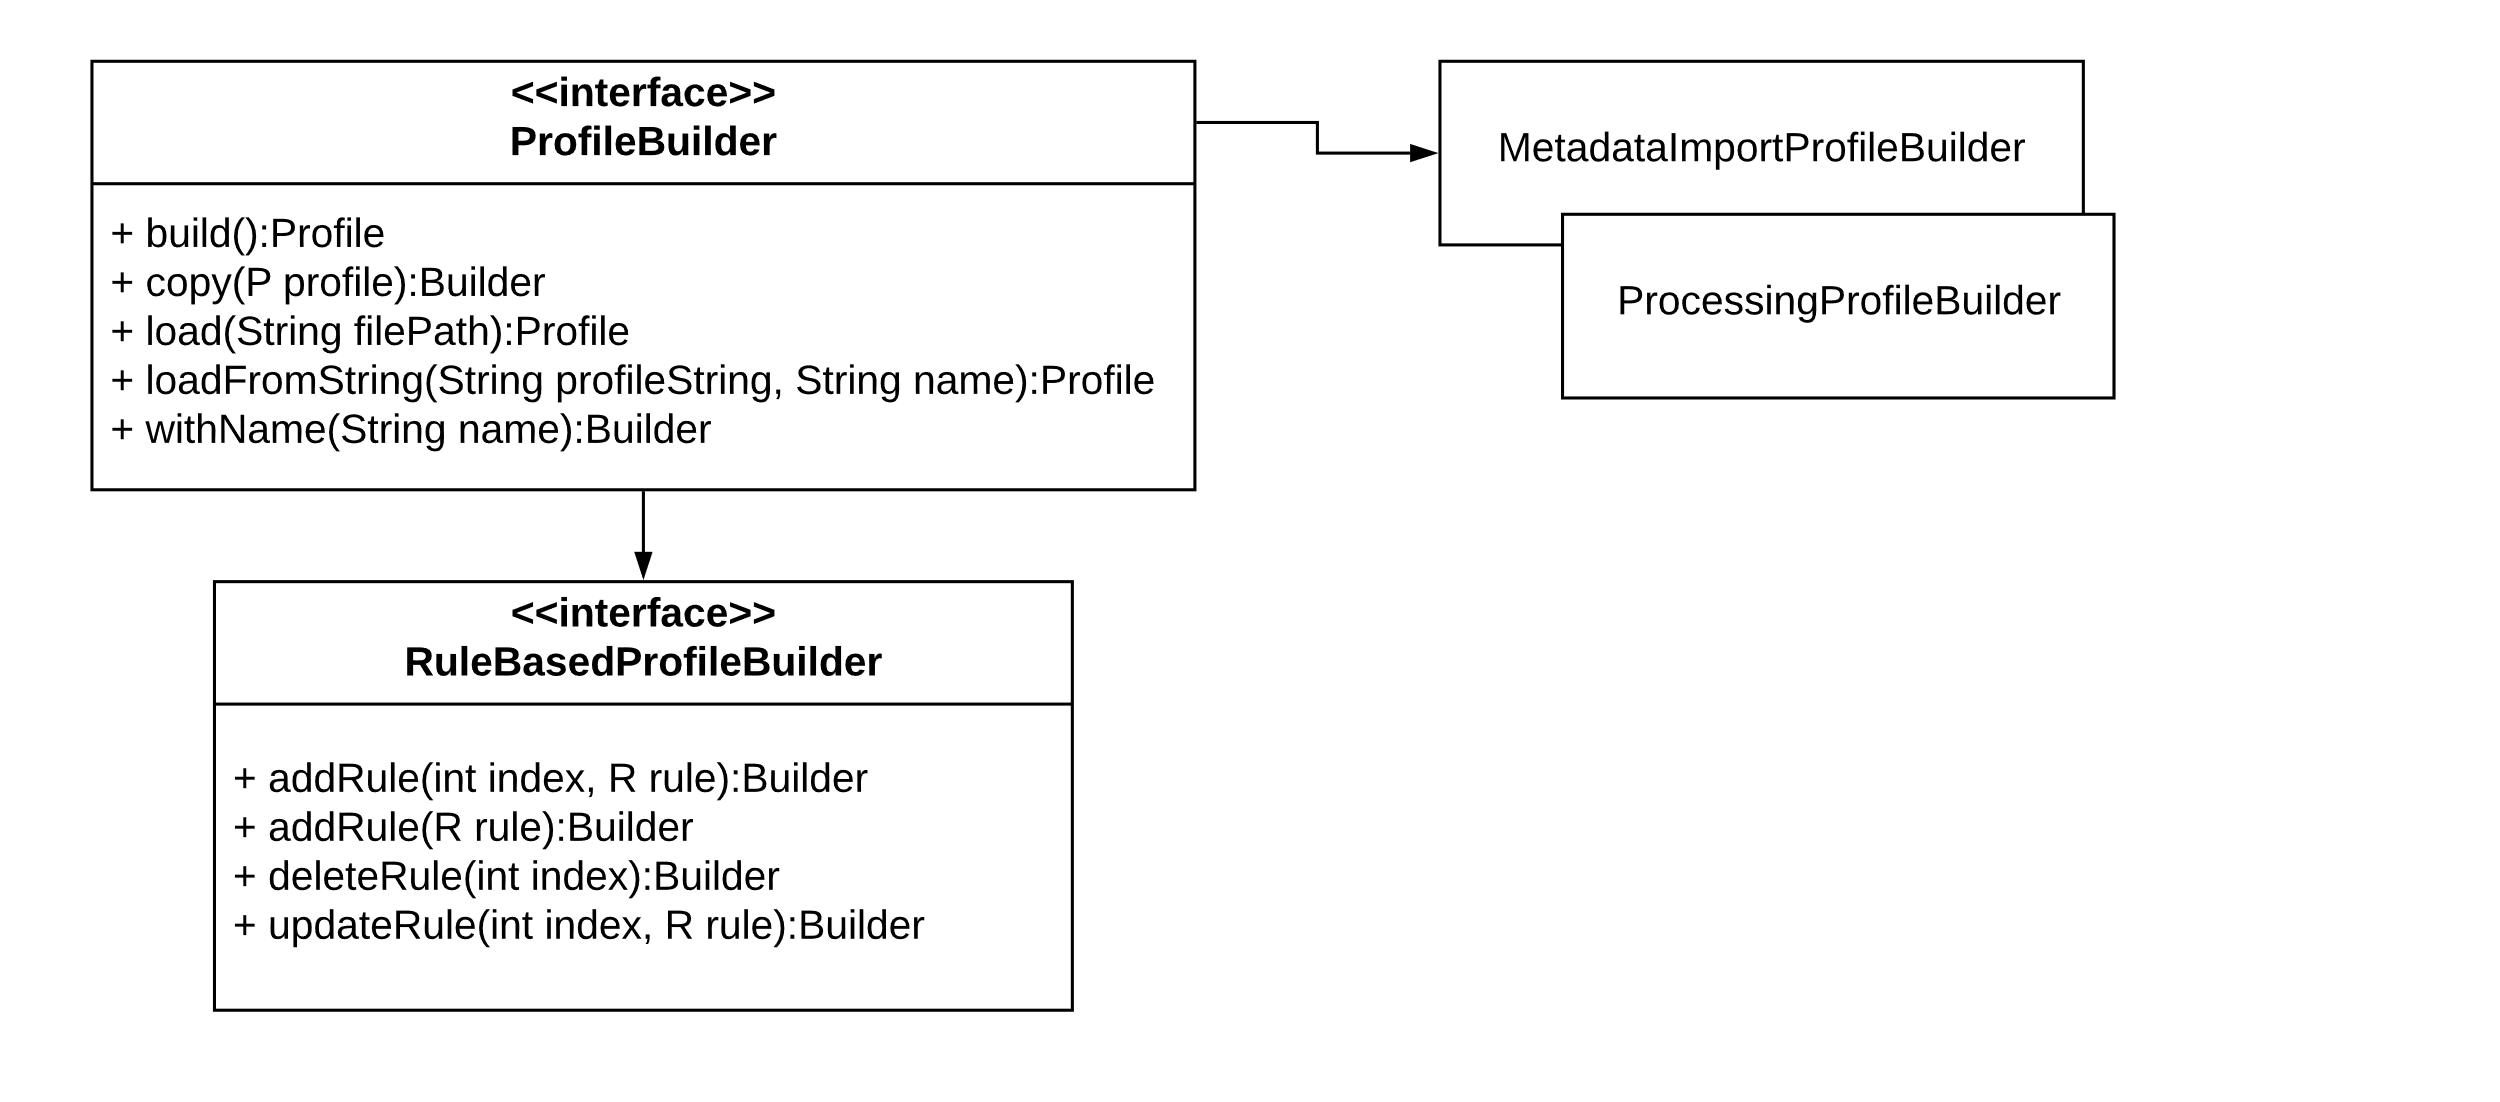 <<interface>>
ProfileBuilder
+ build():Profile
+ copy(P profile):Builder
+ load(String filePath):Profile
+ loadFromString(String profileString, String name):Profile
+ withName(String name):Builder
MetadataImportProfileBuilder
ProcessingProfileBuilder
<<interface>>
RuleBasedProfileBuilder
+ addRule(int index, R rule):Builder
+ addRule(R rule):Builder
+ deleteRule(int index):Builder
+ updateRule(int index, R rule):Builder